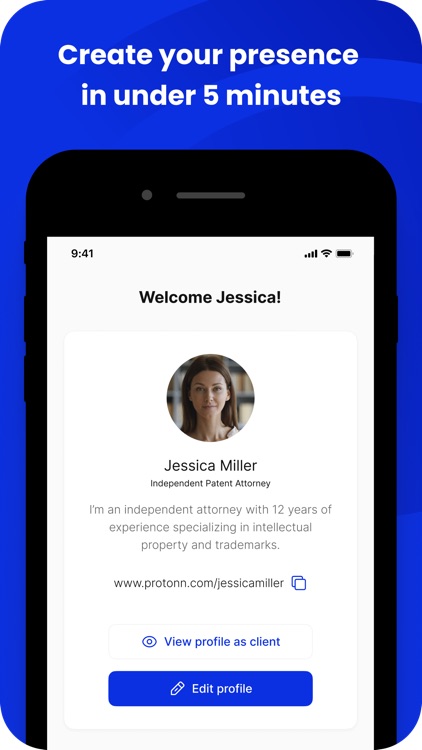 Create your presence
in under 5 minutes
9:41
Welcome Jessica!
Jessica Miller
Independent Patent Attorney
I'm an independent attorney with 12 years of
experience specializing in intellectual
property and trademarks.
www.protonn.com/jessicamiller
View profile as client
Edit profile